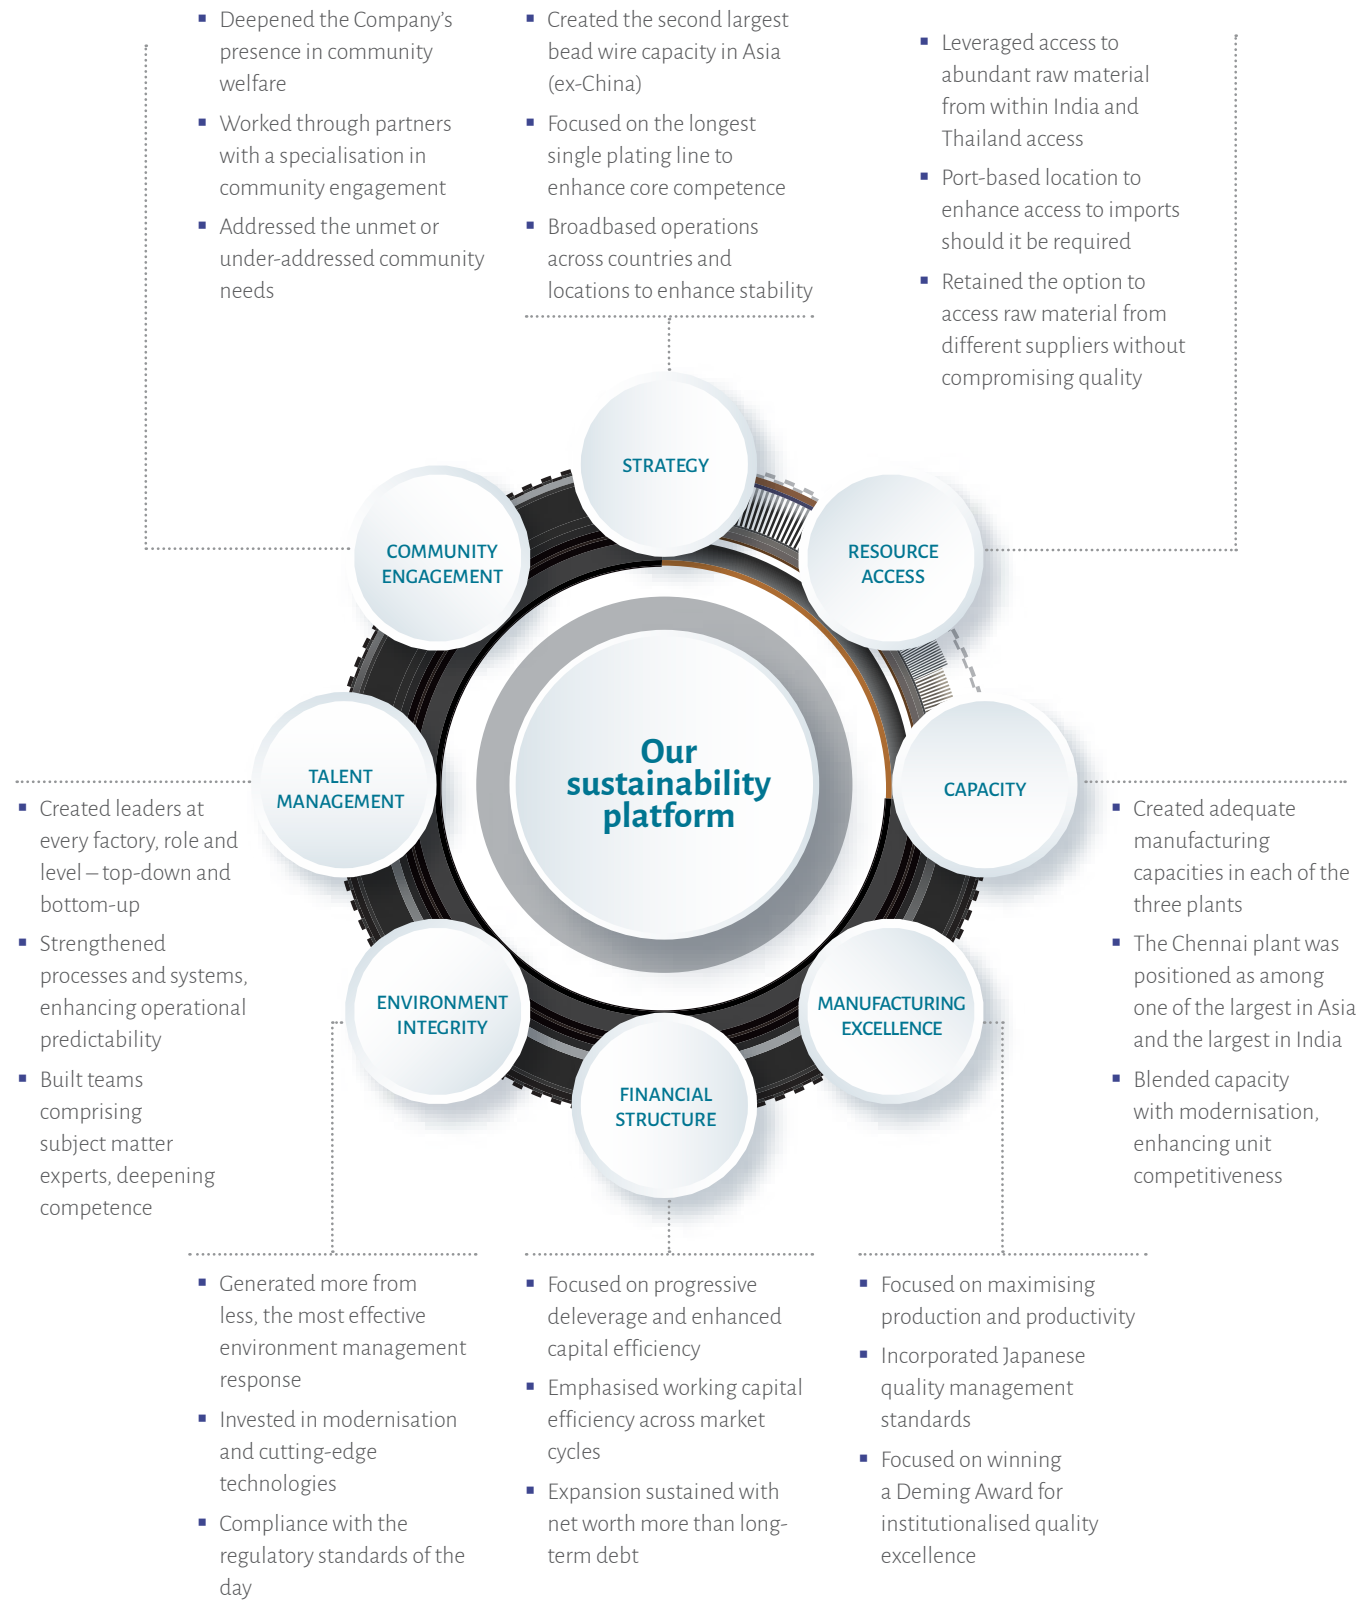 Deepened the Company’s
presence in community
welfare
Worked through partners
with a specialisation in
community engagement
Addressed the unmet or
under-addressed community
needs
Created the second largest
bead wire capacity in Asia
(ex-China)
Focused on the longest
single plating line to
enhance core competence
Broadbased operations
across countries and
locations to enhance stability
Leveraged access to
abundant raw material
from within India and
Thailand access
Port-based location to
enhance access to imports
should it be required
Retained the option to
access raw material from
different suppliers without
compromising quality
STRATEGY
COMMUNITY
ENGAGEMENT
RESOURCE
ACCESS
Our
sustainability
platform
TALENT
MANAGEMENT
CAPACITY
Created leaders at
every factory, role and
level – top-down and
bottom-up
Strengthened
processes and systems,
enhancing operational
predictability
Built teams
comprising
subject matter
experts, deepening
competence
Created adequate
manufacturing
capacities in each of the
three plants
The Chennai plant was
positioned as among
one of the largest in Asia
and the largest in India
Blended capacity
with modernisation,
enhancing unit
competitiveness
ENVIRONMENT
INTEGRITY
MANUFACTURING
EXCELLENCE
FINANCIAL
STRUCTURE
Generated more from
less, the most effective
environment management
response
Invested in modernisation
and cutting-edge
technologies
Compliance with the
regulatory standards of the
day
Focused on progressive
deleverage and enhanced
capital efficiency
Emphasised working capital
efficiency across market
cycles
Expansion sustained with
net worth more than long-
term debt
Focused on maximising
production and productivity
Incorporated Japanese
quality management
standards
Focused on winning
a Deming Award for
institutionalised quality
excellence